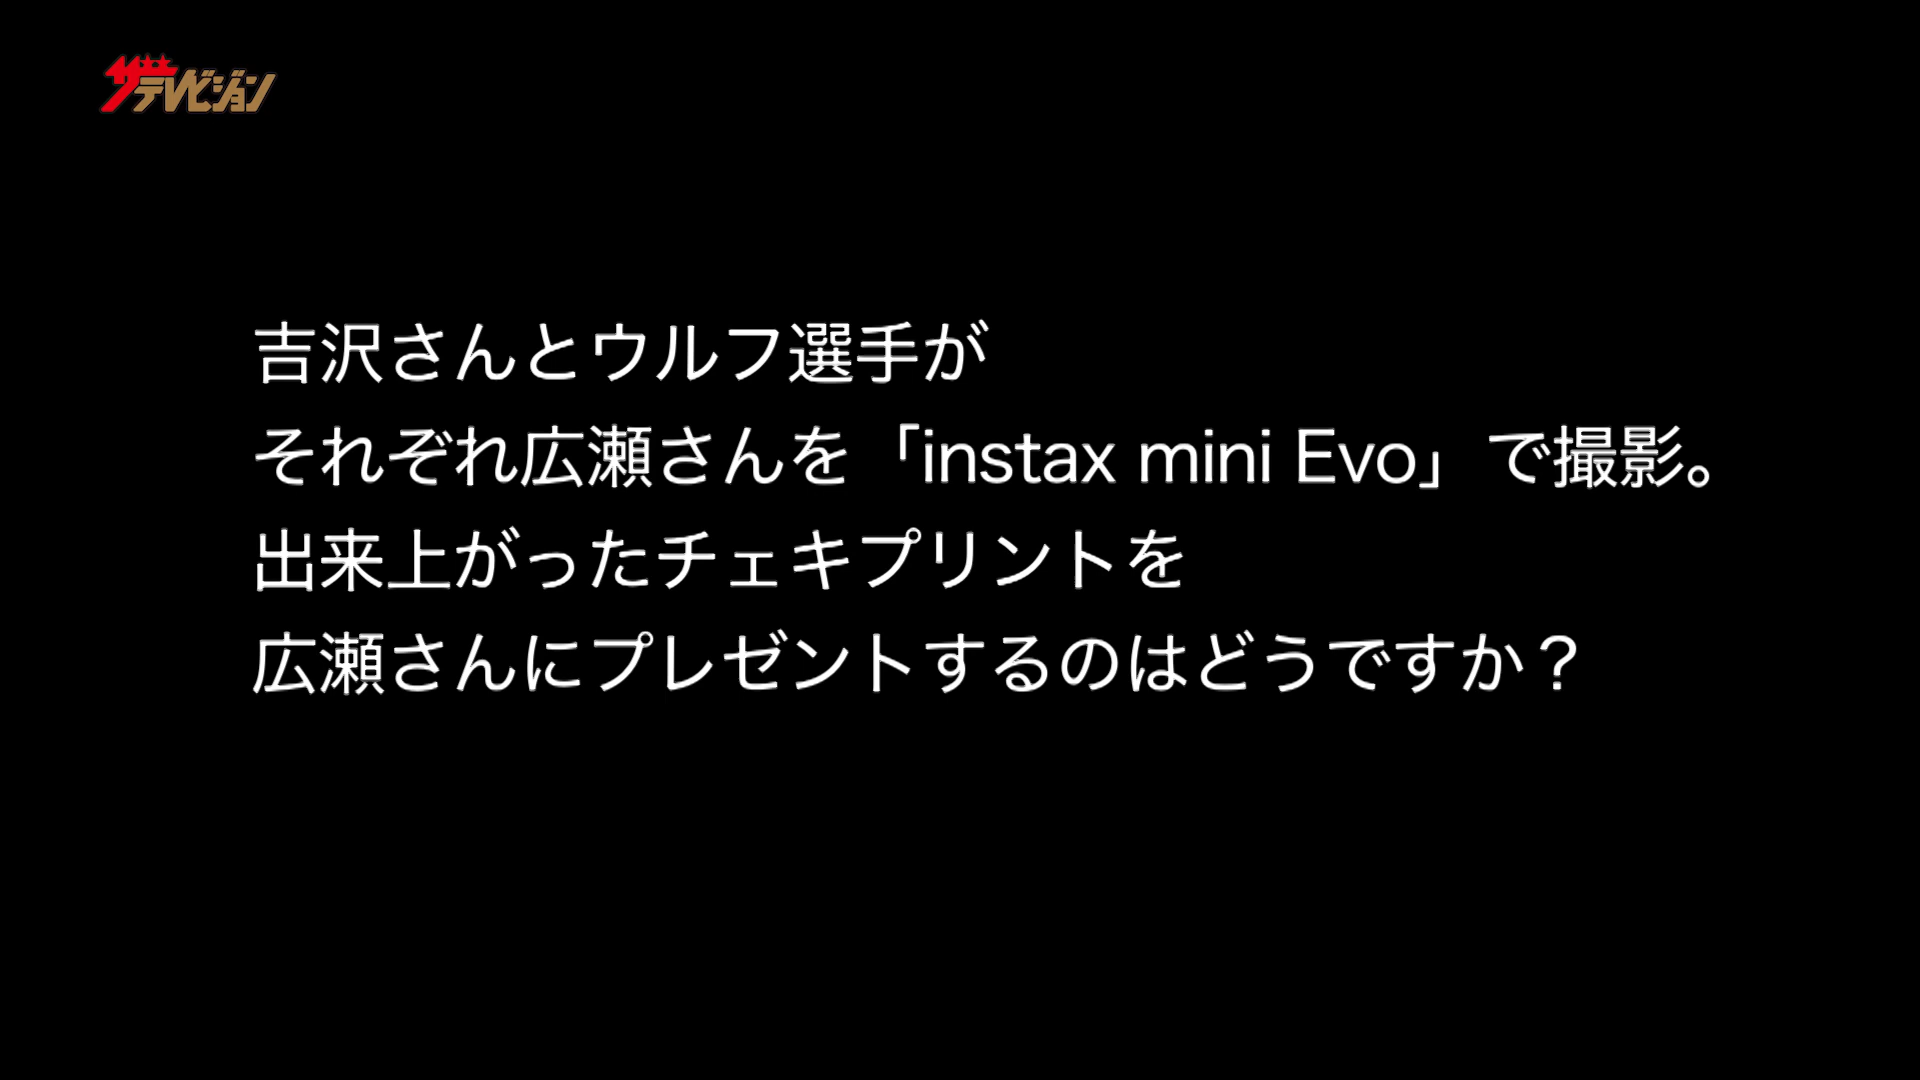 ザテレビジョン
吉沢さんとウルフ選手が
それぞれ広瀬さんを「instax mini Evo」で撮影。
出来上がったチェキプリントを
広瀬さんにプレゼントするのはどうですか？